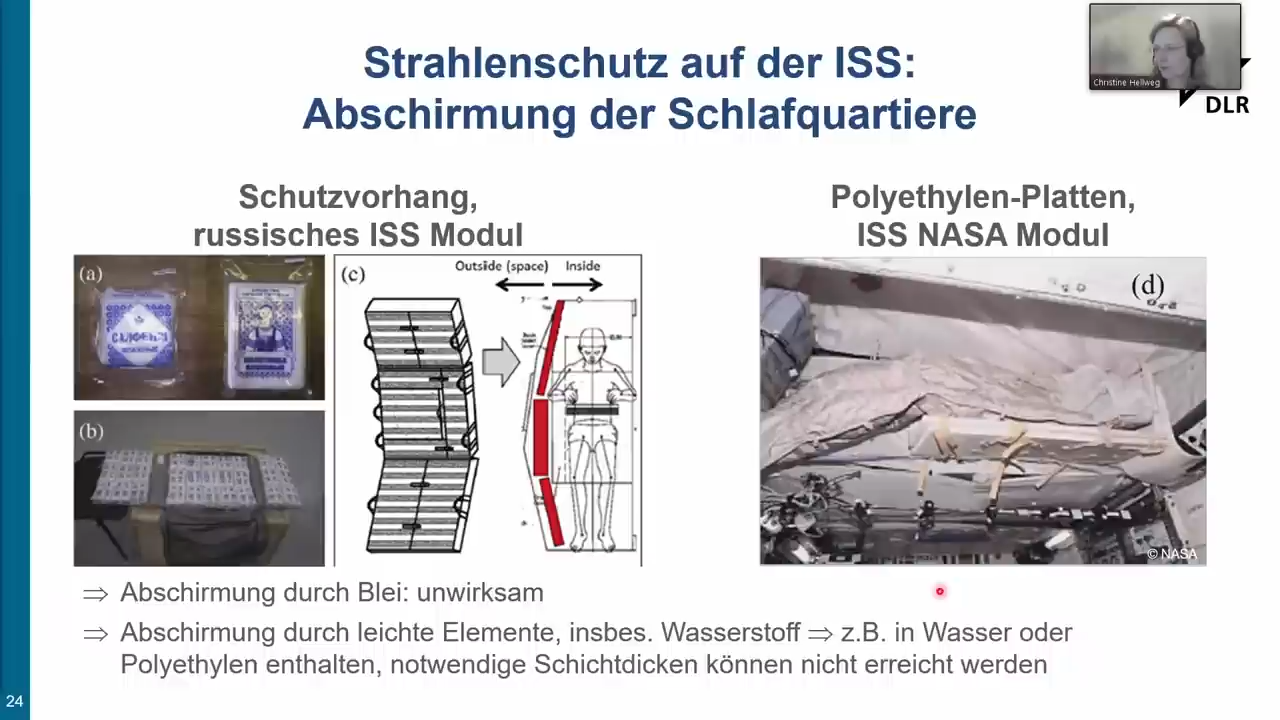 Strahlenschutz auf der ISS:
Abschirmung der Schlafquartiere
Christine Hellweg
DLR
Schutzvorhang,
russisches ISS Modul
Polyethylen-Platten,
ISS NASA Modul
(a)
(b)
(c)
Outside (space)
Inside
(d)
© NASA
⇒ Abschirmung durch Blei: unwirksam
⇒ Abschirmung durch leichte Elemente, insbes. Wasserstoff ⇒ z.B. in Wasser oder
Polyethylen enthalten, notwendige Schichtdicken können nicht erreicht werden
24